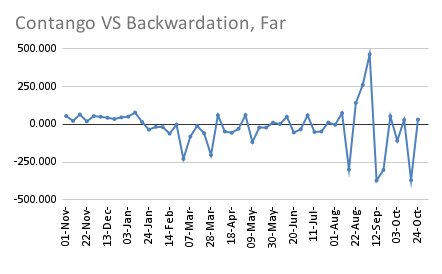 Contango VS Backwardation, Far
500.000
250.000
0.000
-250.000
-500.000
01-Nov
22-Nov
13-Dec
03-Jan
24-Jan
14-Feb
07-Mar
28-Mar
18-Apr
09-May
30-May
20-Jun
11-Jul
01-Aug
22-Aug
12-Sep
03-Oct
24-Oct